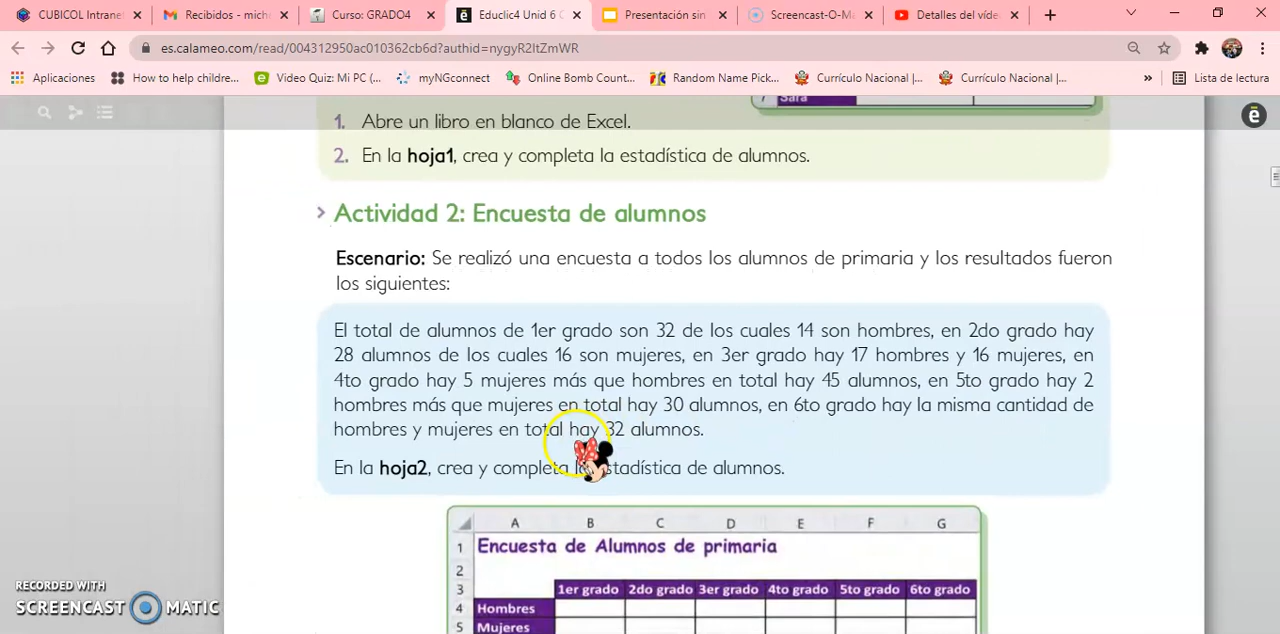 CUBICOL Intrane
Recibidos - mich
Curso: GRADO4
Educlic4 Unid 6 C
Presentación sin
Screencast-O-Ma
Detalles del víde
es.calameo.com/read/004312950ac010362cb6d?authid=nygyR2ltZmWR
Aplicaciones
How to help childre...
Video Quiz: Mi PC (...
myNGconnect
Online Bomb Count...
Random Name Pick...
Currículo Nacional |...
Currículo Nacional |...
»
Lista de lectura
7 Sara
1. Abre un libro en blanco de Excel.
2. En la hoja1, crea y completa la estadística de alumnos.
Actividad 2: Encuesta de alumnos
Escenario: Se realizó una encuesta a todos los alumnos de primaria y los resultados fueron
los siguientes:
El total de alumnos de 1er grado son 32 de los cuales 14 son hombres, en 2do grado hay
28 alumnos de los cuales 16 son mujeres, en 3er grado hay 17 hombres y 16 mujeres, en
4to grado hay 5 mujeres más que hombres en total hay 45 alumnos, en 5to grado hay 2
hombres más que mujeres en total hay 30 alumnos, en 6to grado hay la misma cantidad de
hombres y mujeres en total hay 32 alumnos.
En la hoja2, crea y completa estadística de alumnos.
A B C D E F G
1 Encuesta de Alumnos de primaria
2
3 1er grado 2do grado 3er grado 4to grado 5to grado 6to grado
4 Hombres
5 Mujeres
RECORDED WITH
SCREENCAST MATIC